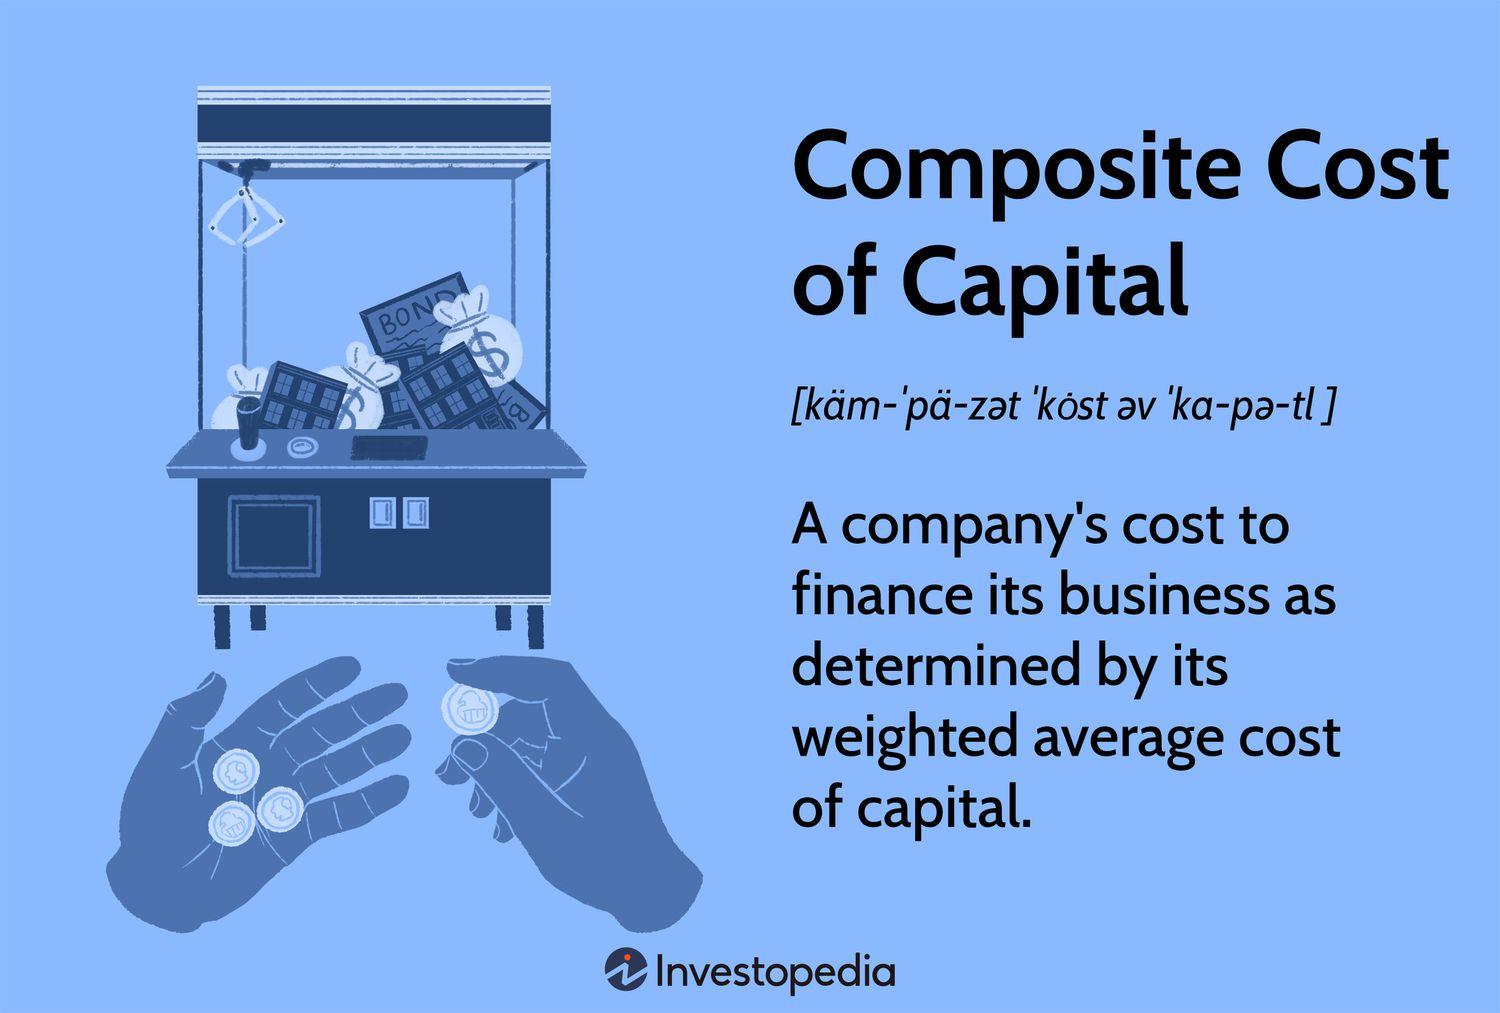 BOND
$
$
B
Composite Cost
of Capital
[käm-ˈpä-zət ˈkȯst əv ˈka-pə-tl ]
A company's cost to
finance its business as
determined by its
weighted average cost
of capital.
Investopedia